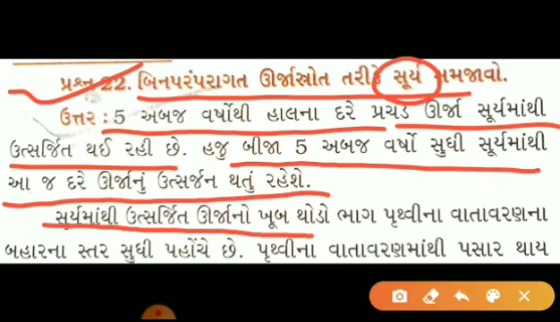 પ્રશ્ન 22. બિનપરંપરાગત ઊર્જાસ્રોત તરીકે સૂર્ય સમજાવો.
ઉત્તર : 5 અબજ વર્ષોથી હાલના દરે પ્રચંડ ઊર્જા સૂર્યમાંથી
ઉત્સર્જિત થઈ રહી છે. હજુ બીજા 5 અબજ વર્ષો સુધી સૂર્યમાંથી
આ જ દરે ઊર્જાનું ઉત્સર્જન થતું રહેશે.
સૂર્યમાંથી ઉત્સર્જિત ઊર્જાનો ખૂબ થોડો ભાગ પૃથ્વીના વાતાવરણના
બહારના સ્તર સુધી પહોંચે છે. પૃથ્વીના વાતાવરણમાંથી પસાર થાય